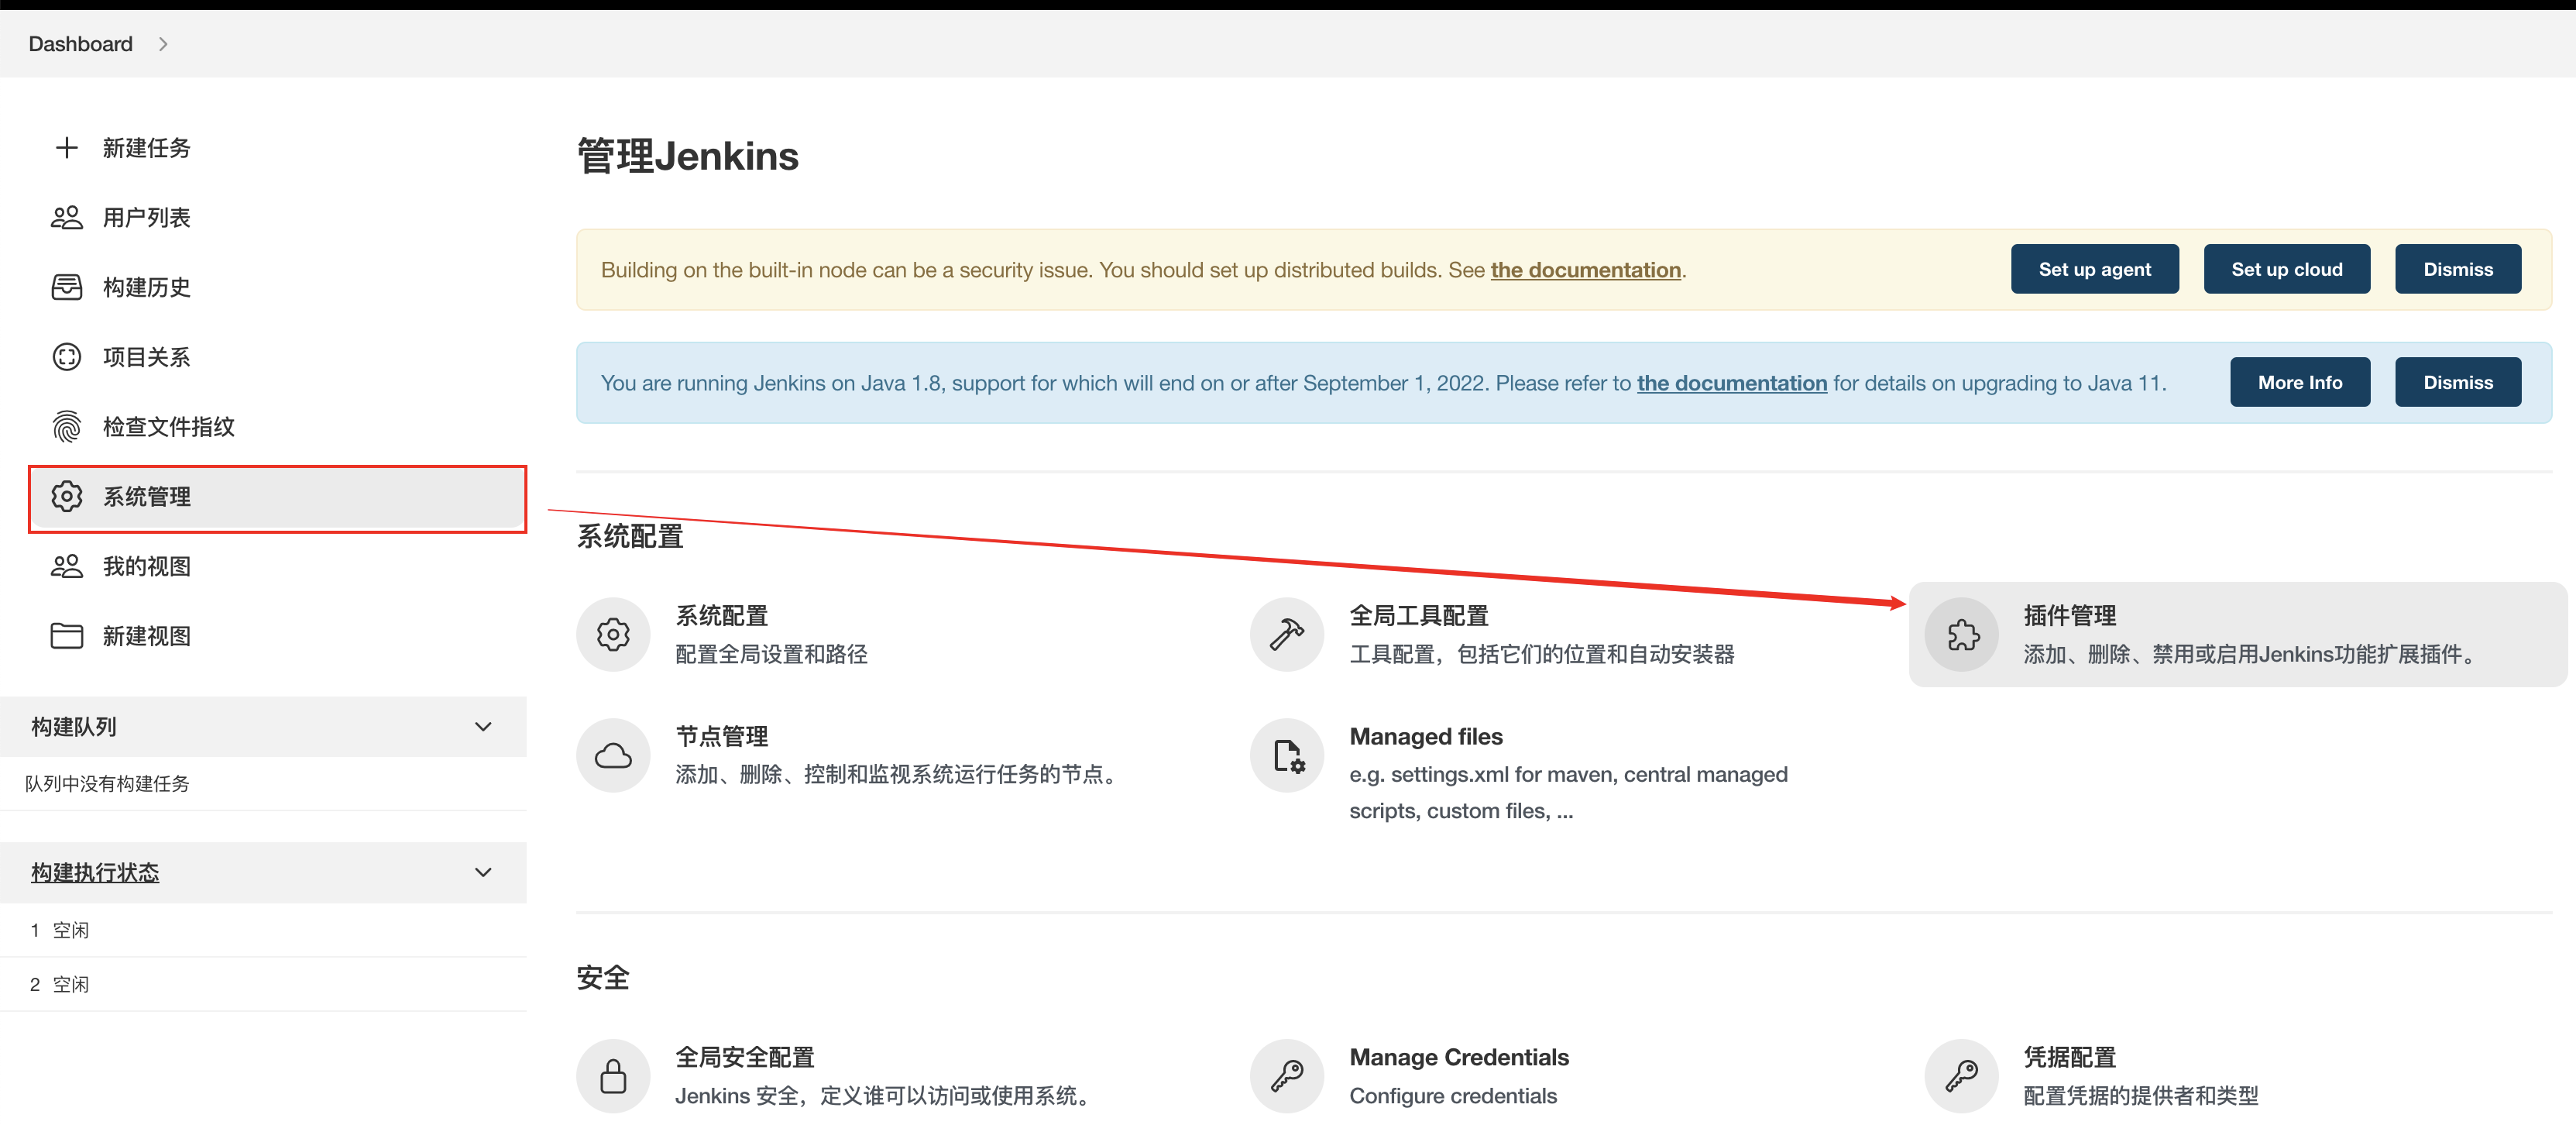 Dashboard
新建任务
用户列表
构建历史
项目关系
检查文件指纹
系统管理
我的视图
新建视图
构建队列
队列中没有构建任务
构建执行状态
1 空闲
2 空闲
管理Jenkins
Building on the built-in node can be a security issue. You should set up distributed builds. See the documentation.
Set up agent
Set up cloud
Dismiss
You are running Jenkins on Java 1.8, support for which will end on or after September 1, 2022. Please refer to the documentation for details on upgrading to Java 11.
More Info
Dismiss
系统配置
系统配置
配置全局设置和路径
全局工具配置
工具配置，包括它们的位置和自动安装器
插件管理
添加、删除、禁用或启用Jenkins功能扩展插件。
节点管理
添加、删除、控制和监视系统运行任务的节点。
Managed files
e.g. settings.xml for maven, central managed
scripts, custom files, ...
安全
全局安全配置
Jenkins 安全，定义谁可以访问或使用系统。
Manage Credentials
Configure credentials
凭据配置
配置凭据的提供者和类型